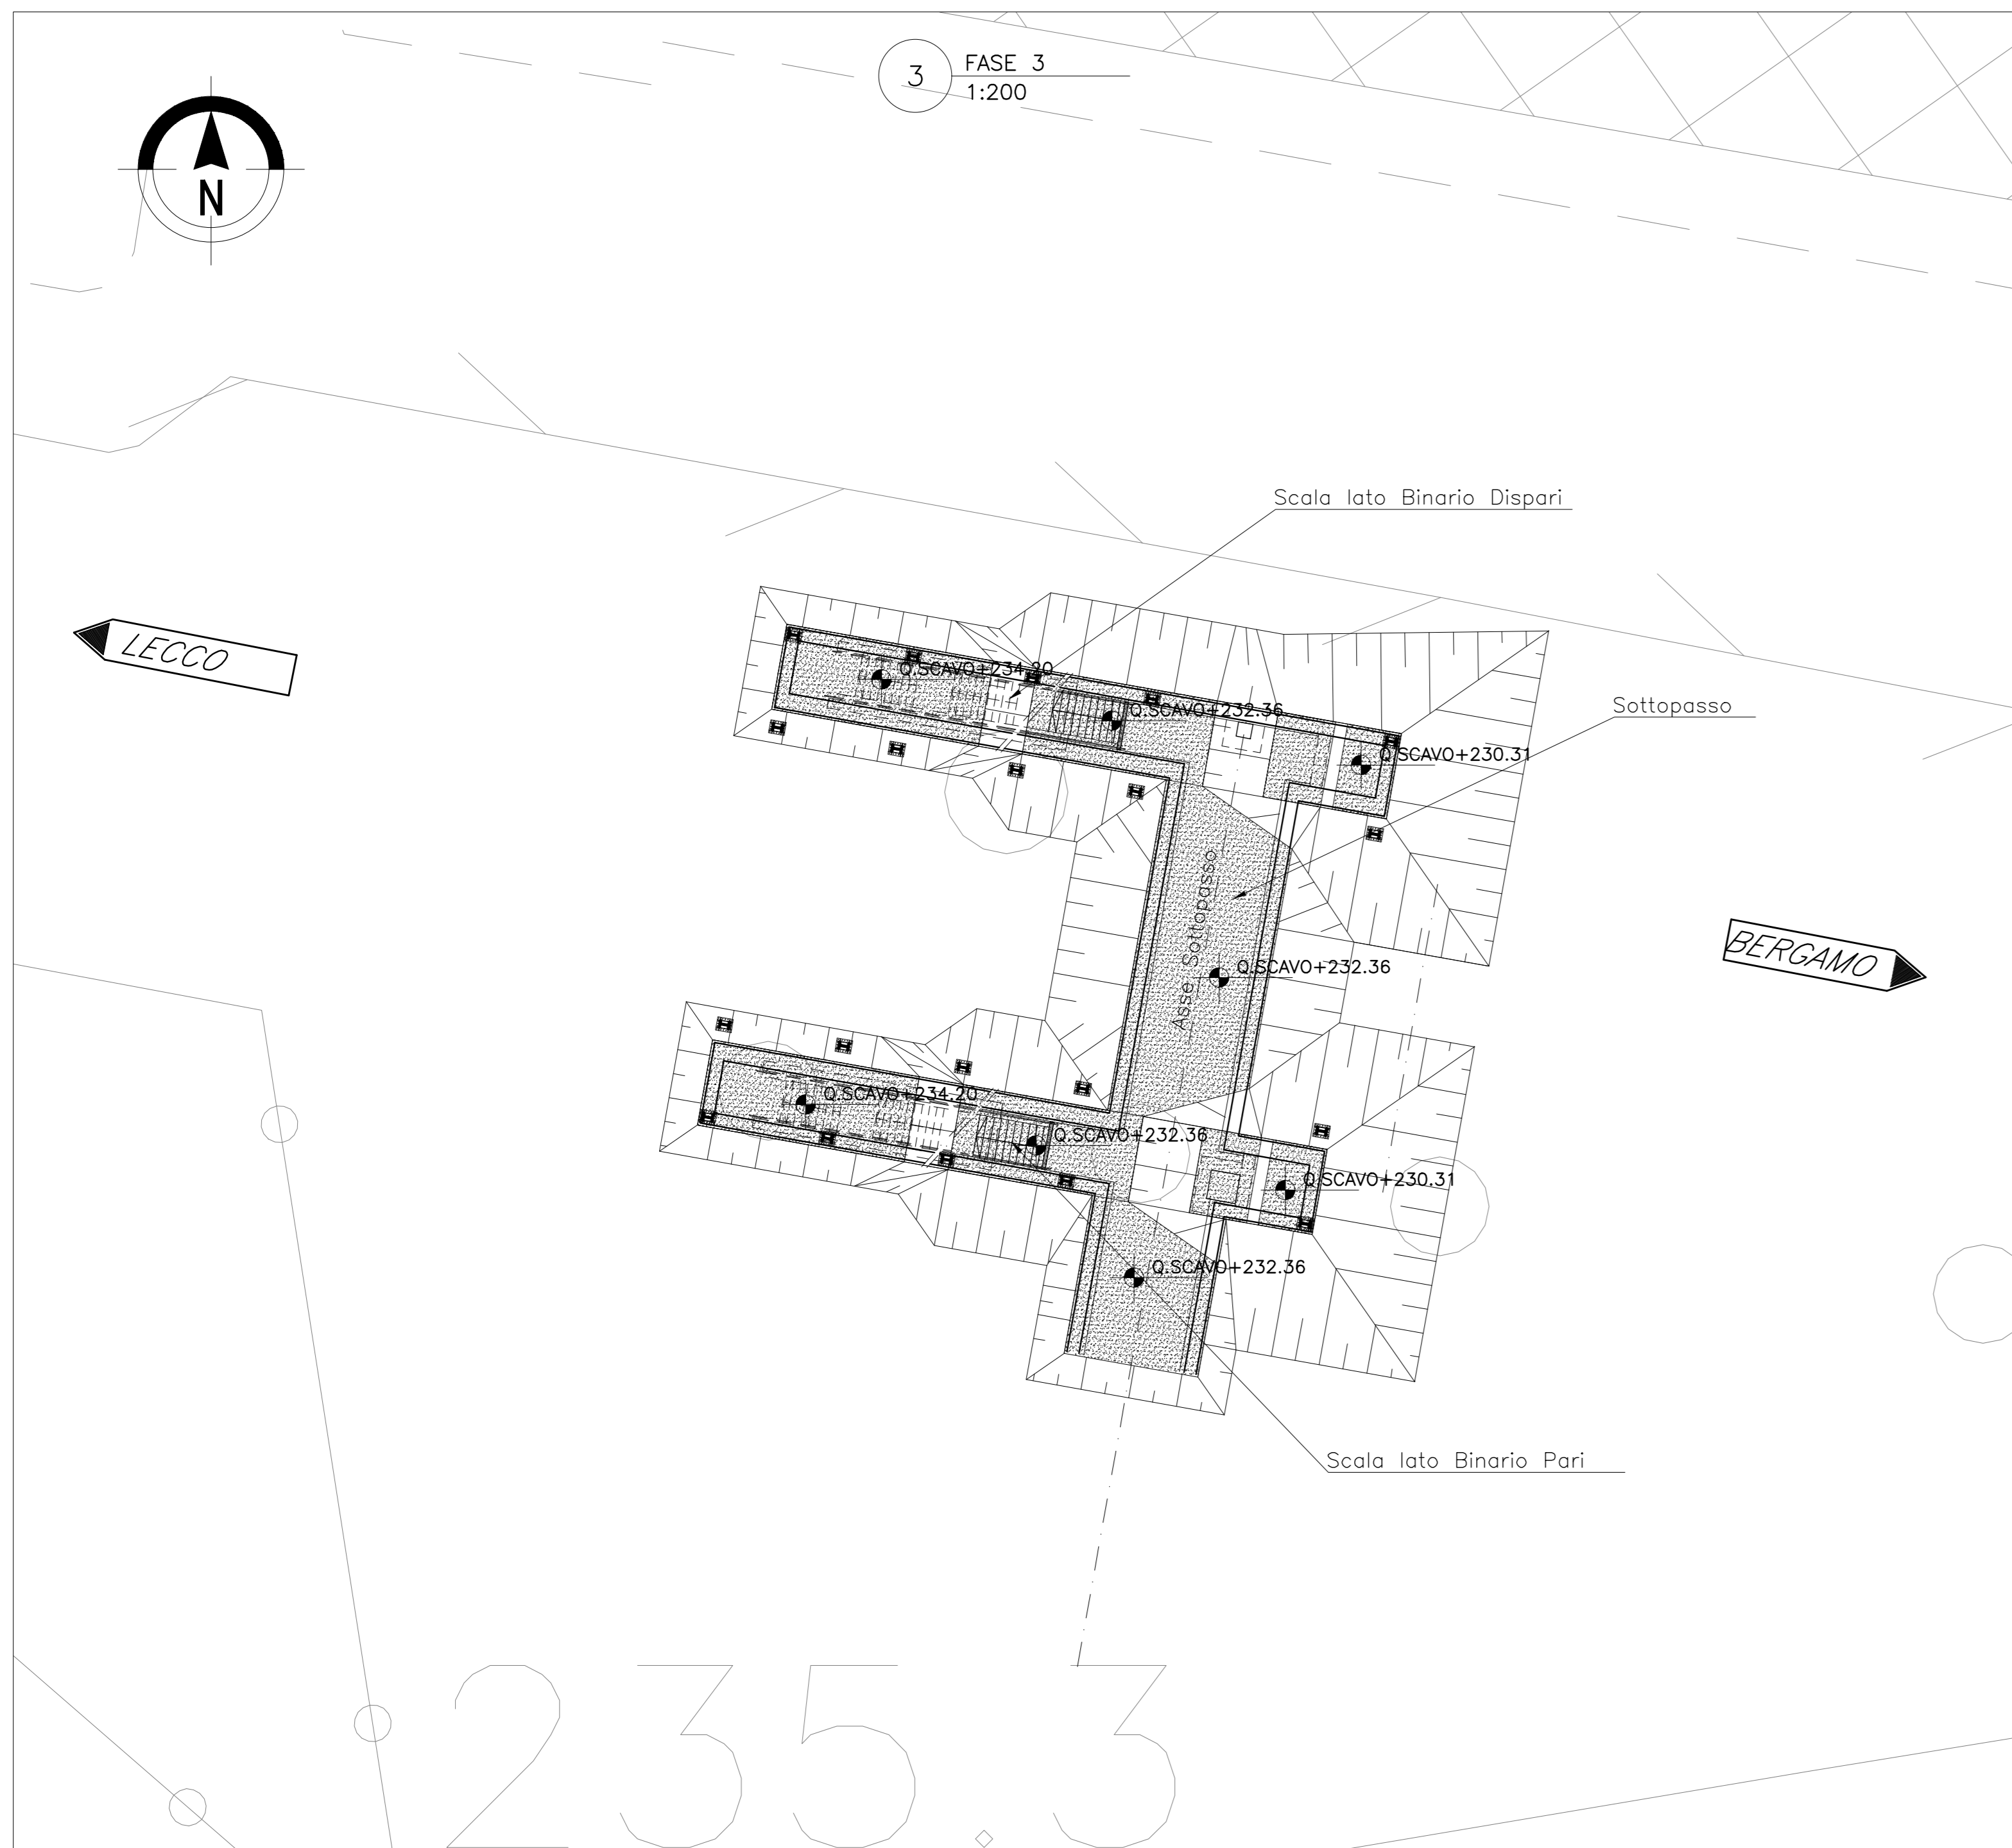 3
FASE 3
1:200
N
Scala lato Binario Dispari
LECCO
Q.SCAVO+234.20
Q.SCAVO+232.36
Sottopasso
Q.SCAVO+230.31
Asse Sottopasso
BERGAMO
Q.SCAVO+232.36
Q.SCAVO+234.20
Q.SCAVO+232.36
Q.SCAVO+230.31
Q.SCAVO+232.36
Scala lato Binario Pari
235.3